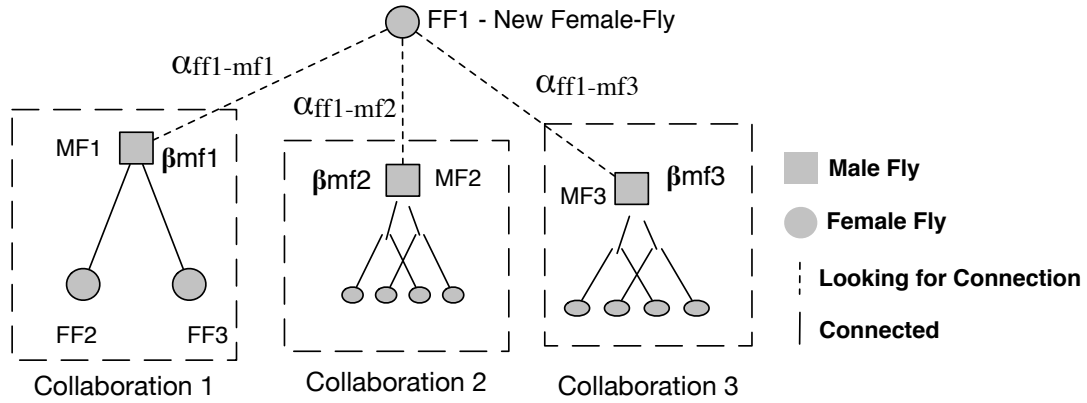 FF1 - New Female-Fly
αff1-mf1
αff1-mf2
αff1-mf3
MF1
βmf1
βmf2
MF2
MF3
βmf3
FF2
FF3
Collaboration 1
Collaboration 2
Collaboration 3
Male Fly
Female Fly
Looking for Connection
Connected